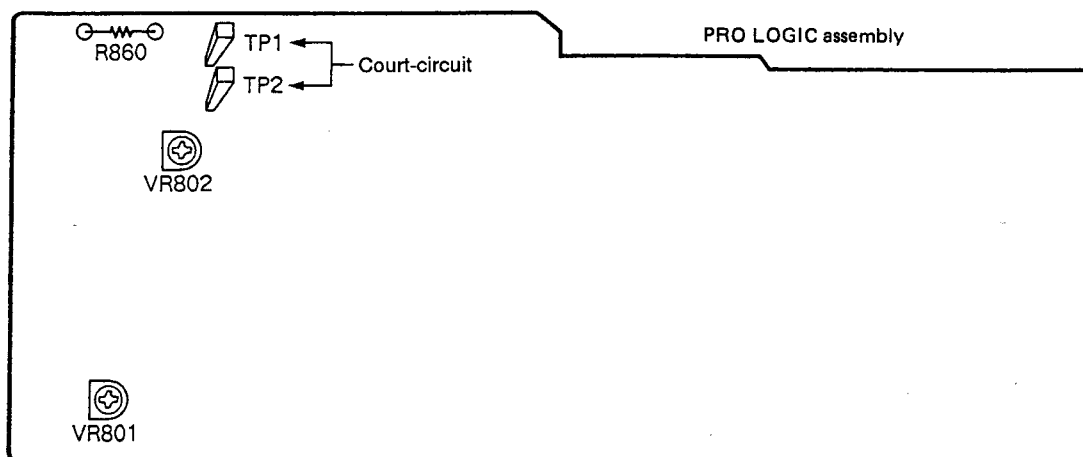 PRO LOGIC assembly
R860
TP1
Court-circuit
TP2
VR802
VR801